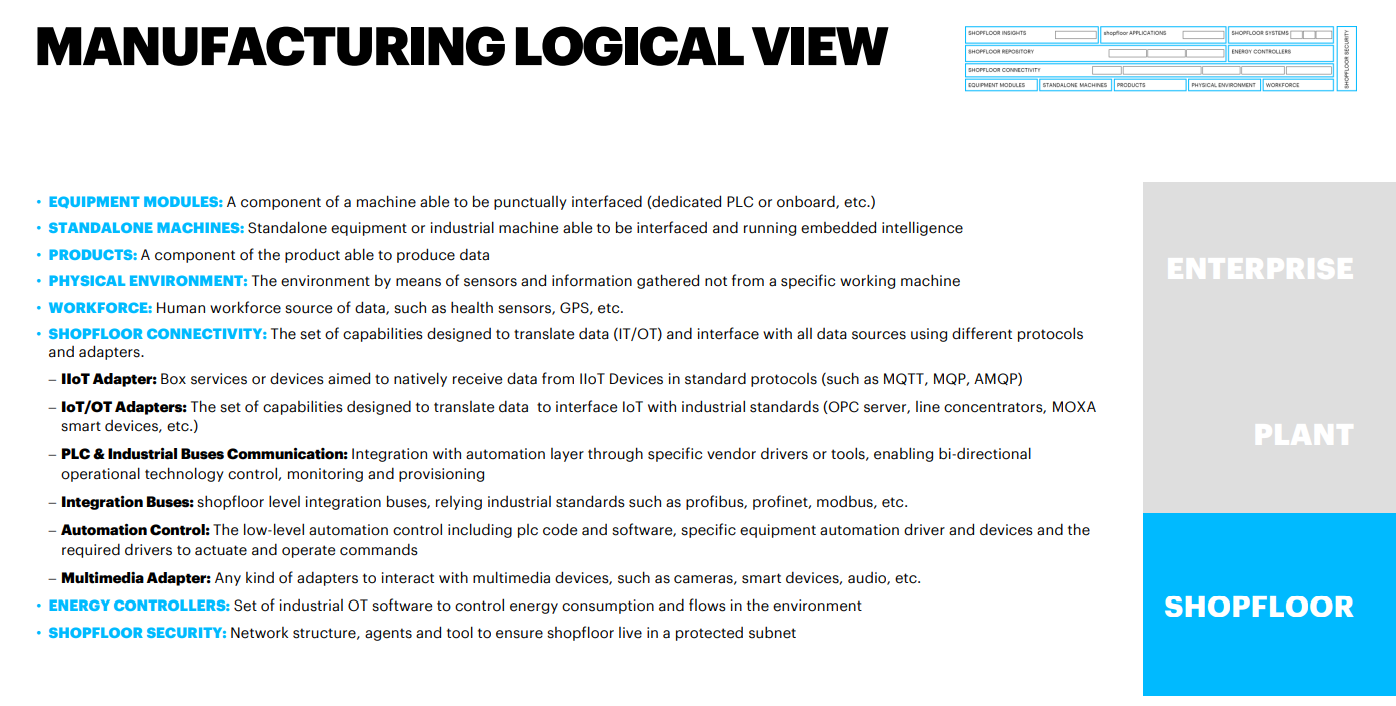 MANUFACTURING LOGICAL VIEW
SHOPFLOOR INSIGHTS
shopfloor APPLICATIONS
SHOPFLOOR SYSTEMS
SHOPFLOOR REPOSITORY
ENERGY CONTROLLERS
SHOPFLOOR CONNECTIVITY
EQUIPMENT MODULES
STANDALONE MACHINES
PRODUCTS
PHYSICAL ENVIRONMENT
WORKFORCE
SHOPFLOOR SECURITY
• EQUIPMENT MODULES: A component of a machine able to be punctually interfaced (dedicated PLC or onboard, etc.)
• STANDALONE MACHINES: Standalone equipment or industrial machine able to be interfaced and running embedded intelligence
• PRODUCTS: A component of the product able to produce data
• PHYSICAL ENVIRONMENT: The environment by means of sensors and information gathered not from a specific working machine
• WORKFORCE: Human workforce source of data, such as health sensors, GPS, etc.
• SHOPFLOOR CONNECTIVITY: The set of capabilities designed to translate data (IT/OT) and interface with all data sources using different protocols
and adapters.
– IIoT Adapter: Box services or devices aimed to natively receive data from IIoT Devices in standard protocols (such as MQTT, MQP, AMQP)
– IoT/OT Adapters: The set of capabilities designed to translate data  to interface IoT with industrial standards (OPC server, line concentrators, MOXA
smart devices, etc.)
– PLC & Industrial Buses Communication: Integration with automation layer through specific vendor drivers or tools, enabling bi-directional
operational technology control, monitoring and provisioning
– Integration Buses: shopfloor level integration buses, relying industrial standards such as profibus, profinet, modbus, etc.
– Automation Control: The low-level automation control including plc code and software, specific equipment automation driver and devices and the
required drivers to actuate and operate commands
– Multimedia Adapter: Any kind of adapters to interact with multimedia devices, such as cameras, smart devices, audio, etc.
• ENERGY CONTROLLERS: Set of industrial OT software to control energy consumption and flows in the environment
• SHOPFLOOR SECURITY: Network structure, agents and tool to ensure shopfloor live in a protected subnet
ENTERPRISE
PLANT
SHOPFLOOR